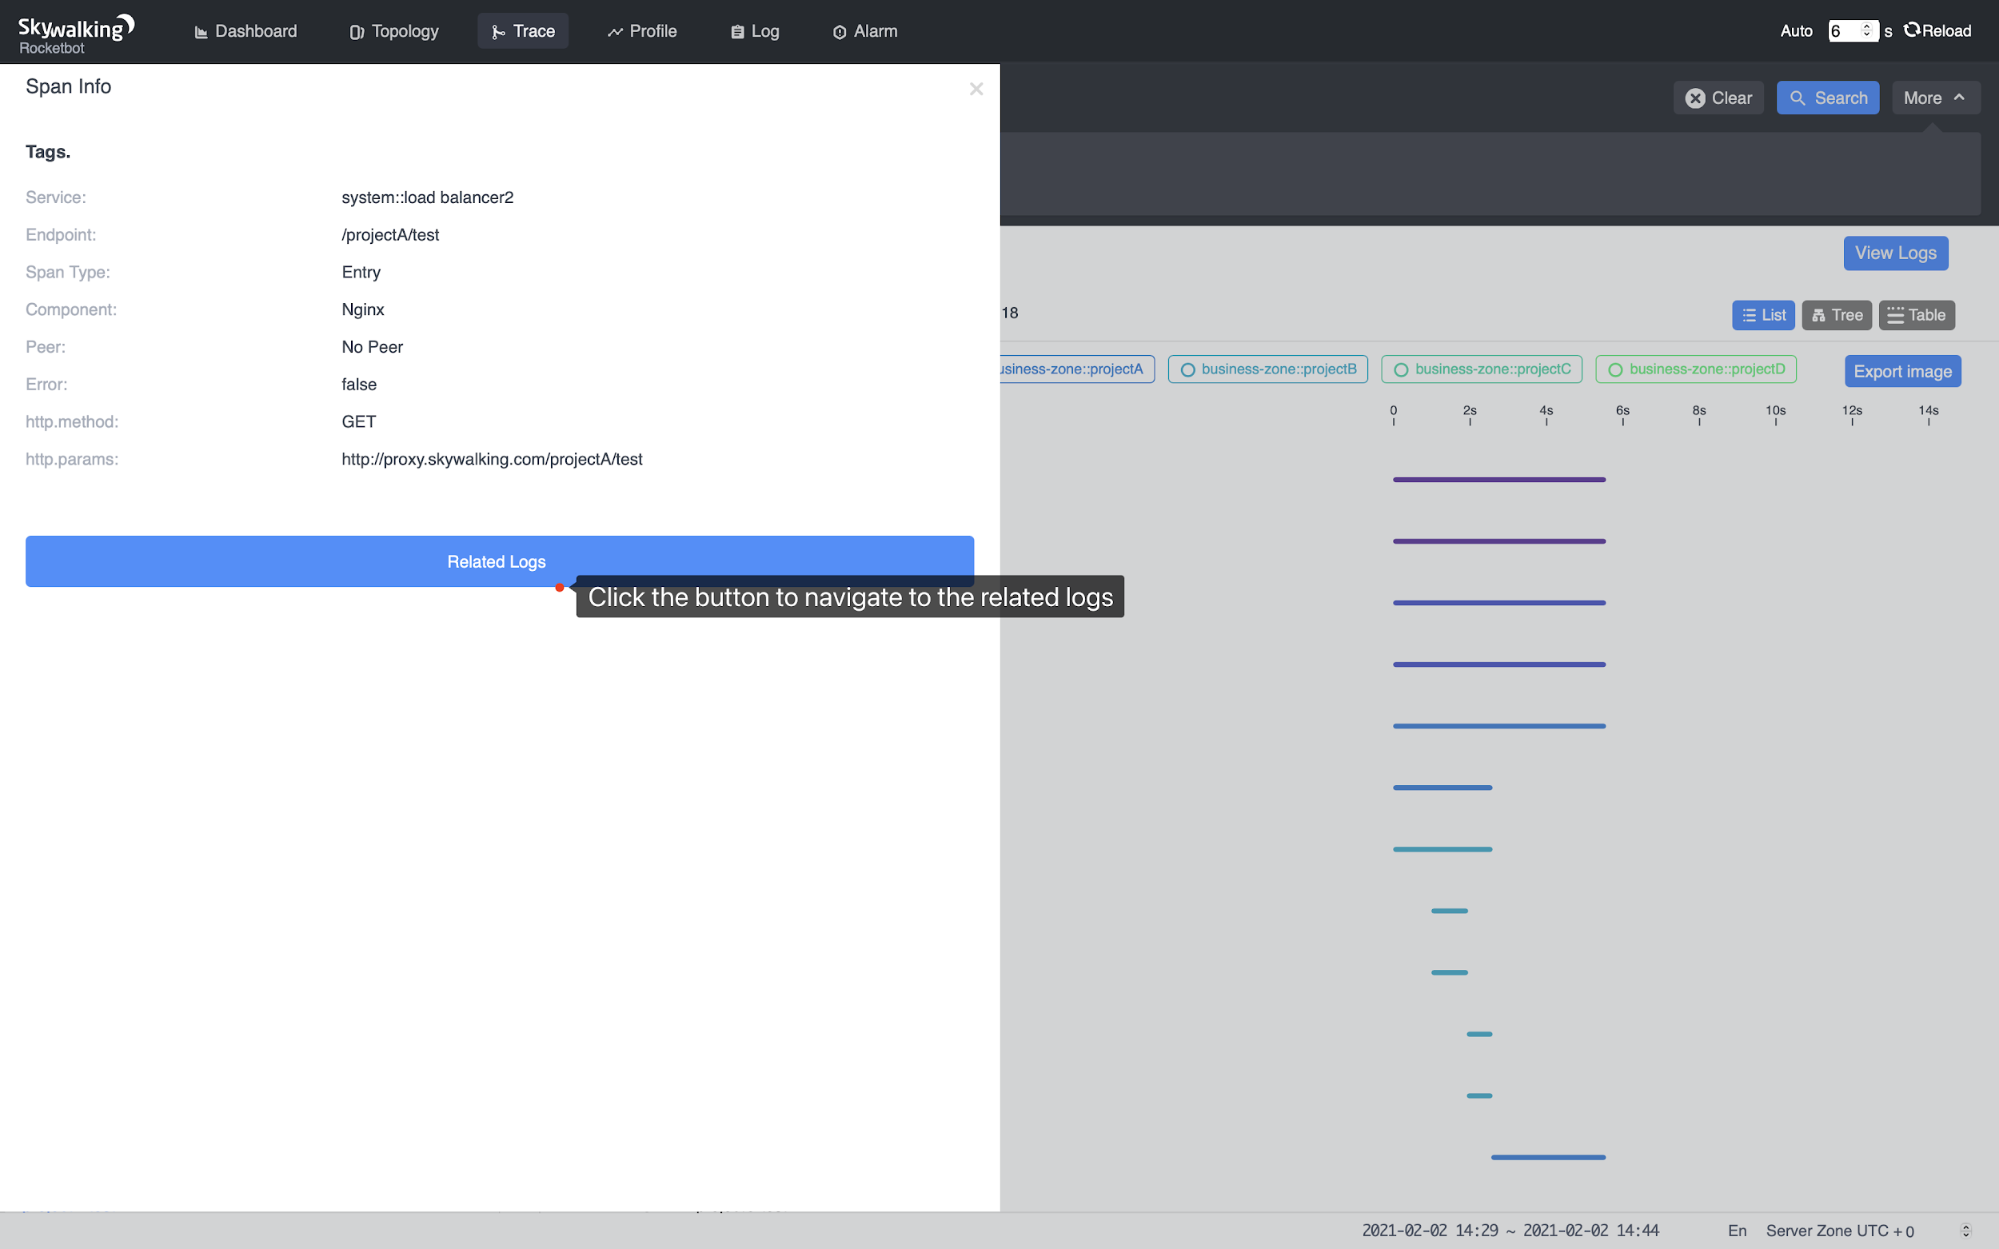 Skywalking
Rocketbot
Dashboard
Topology
Trace
Profile
Log
Alarm
Auto 6 s Reload
Span Info
Clear
Search
More
Tags.
Service: system::load balancer2
Endpoint: /projectA/test
Span Type: Entry
Component: Nginx
Peer: No Peer
Error: false
http.method: GET
http.params: http://proxy.skywalking.com/projectA/test
Related Logs
Click the button to navigate to the related logs
View Logs
18
List
Tree
Table
usiness-zone::projectA
business-zone::projectB
business-zone::projectC
business-zone::projectD
Export image
0 2s 4s 6s 8s 10s 12s 14s
2021-02-02 14:29 ~ 2021-02-02 14:44
En
Server Zone UTC + 0